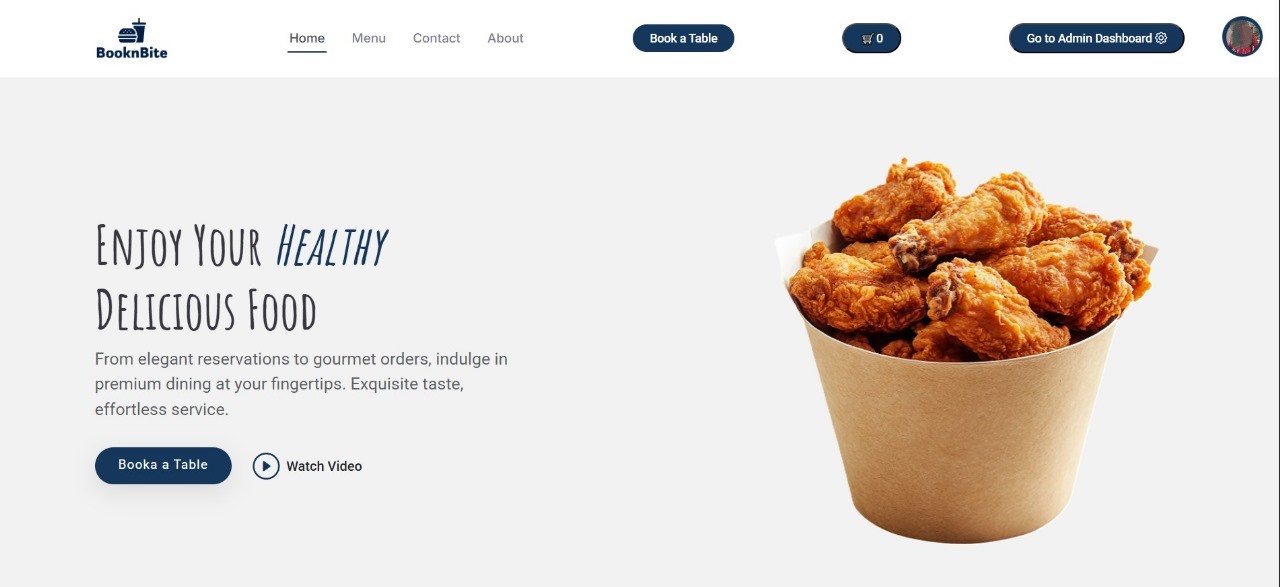 BooknBite
Home Menu Contact About
Book a Table
0
Go to Admin Dashboard
Enjoy Your Healthy
Delicious Food
From elegant reservations to gourmet orders, indulge in
premium dining at your fingertips. Exquisite taste,
effortless service.
Booka a Table
Watch Video